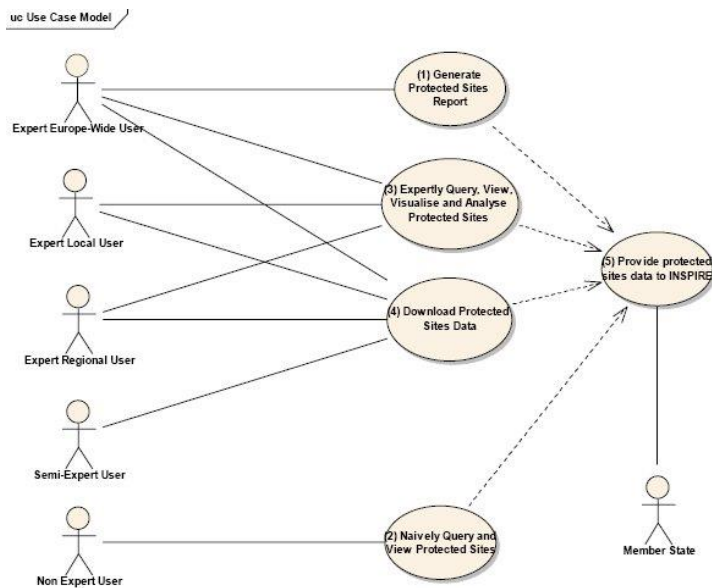 uc Use Case Model
Expert Europe-Wide User
(1) Generate
Protected Sites
Report
Expert Local User
(3) Expertly Query, View,
Visualise and Analyse
Protected Sites
Expert Regional User
(4) Download Protected
Sites Data
(5) Provide protected
sites data to INSPIRE
Semi-Expert User
Non Expert User
(2) Naively Query and
View Protected Sites
Member State